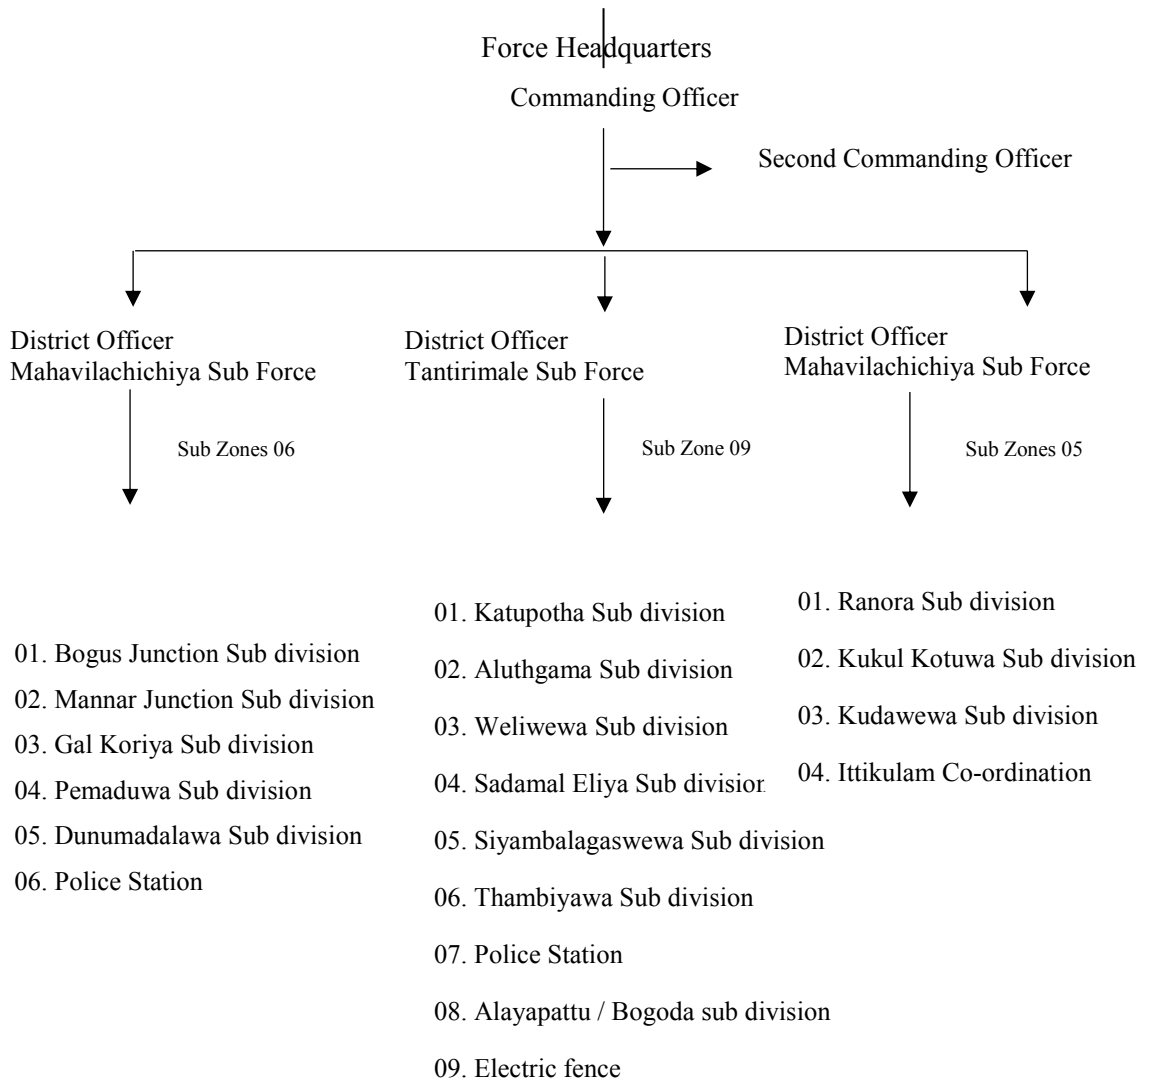 Force Headquarters
Commanding Officer
Second Commanding Officer
District Officer
Mahavilachichiya Sub Force
District Officer
Tantirimale Sub Force
District Officer
Mahavilachichiya Sub Force
Sub Zones 06
Sub Zone 09
Sub Zones 05
01. Bogus Junction Sub division
02. Mannar Junction Sub division
03. Gal Koriya Sub division
04. Pemaduwa Sub division
05. Dunumadalawa Sub division
06. Police Station
01. Katupotha Sub division
02. Aluthgama Sub division
03. Weliwewa Sub division
04. Sadamal Eliya Sub division
05. Siyambalagaswewa Sub division
06. Thambiyawa Sub division
07. Police Station
08. Alayapattu / Bogoda sub division
09. Electric fence
01. Ranora Sub division
02. Kukul Kotuwa Sub division
03. Kudawewa Sub division
04. Ittikulam Co-ordination